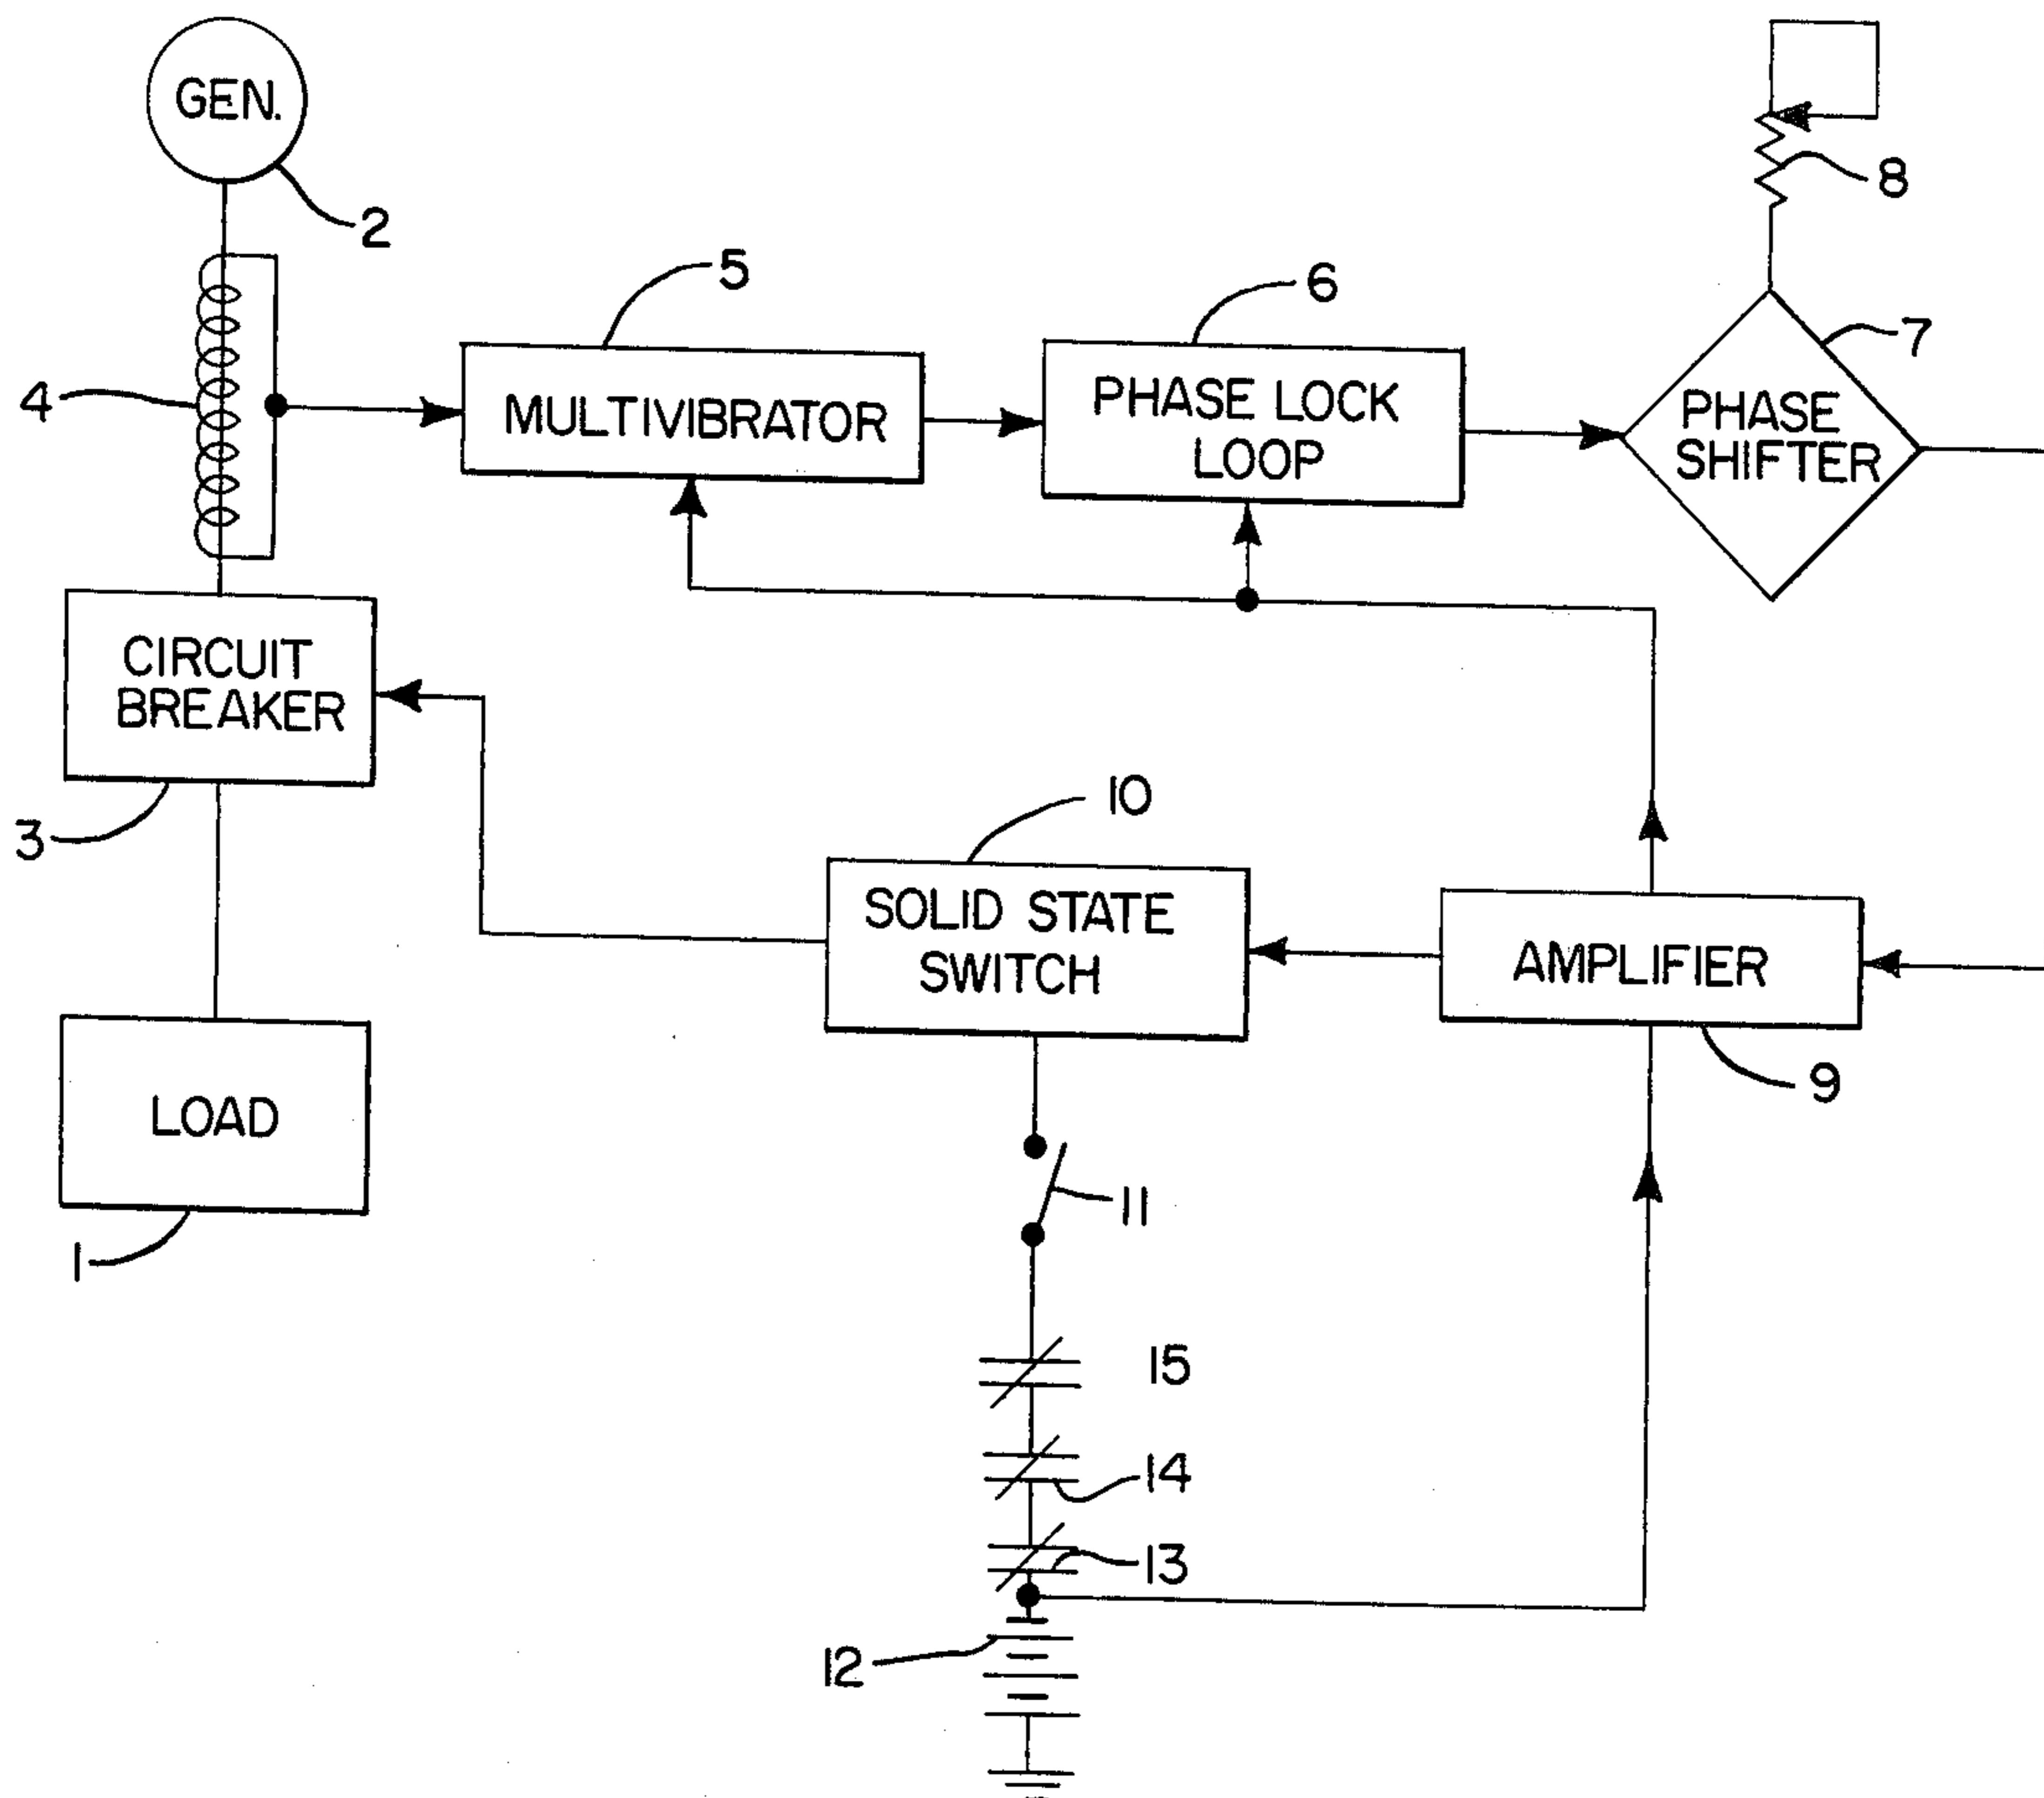 GEN.
2
8
5
6
7
4
MULTIVIBRATOR
PHASE LOCK
LOOP
PHASE
SHIFTER
CIRCUIT
BREAKER
3
10
SOLID STATE
SWITCH
AMPLIFIER
9
LOAD
1
11
15
14
13
12